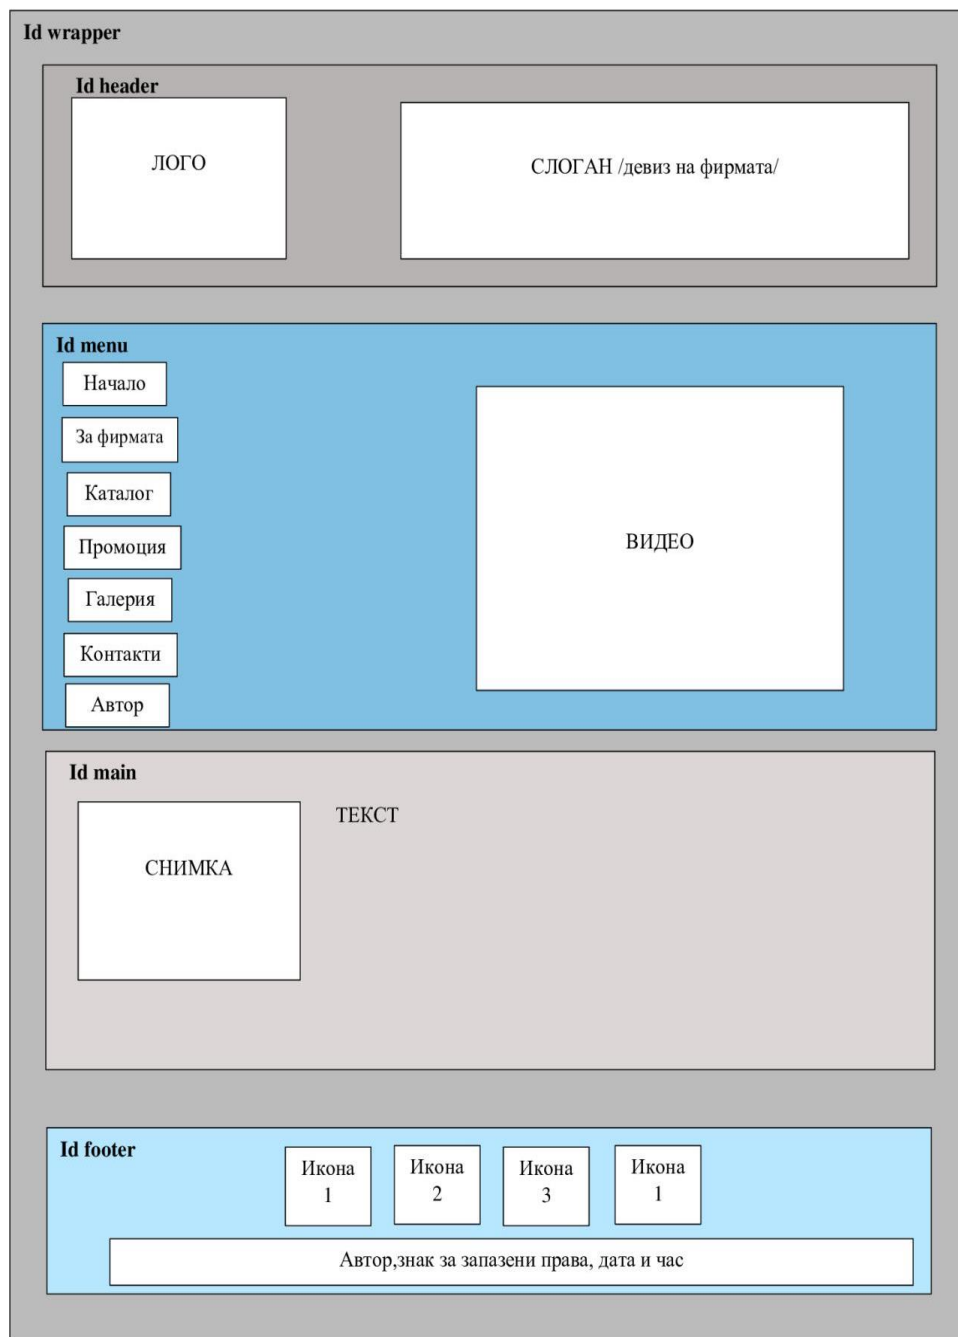 Id wrapper
Id header
ЛОГО
СЛОГАН /девиз на фирмата/
Id menu
Начало
За фирмата
Каталог
Промоция
Галерия
Контакти
Автор
ВИДЕО
Id main
СНИМКА
ТЕКСТ
Id footer
Икона
1
Икона
2
Икона
3
Икона
1
Автор,знак за запазени права, дата и час